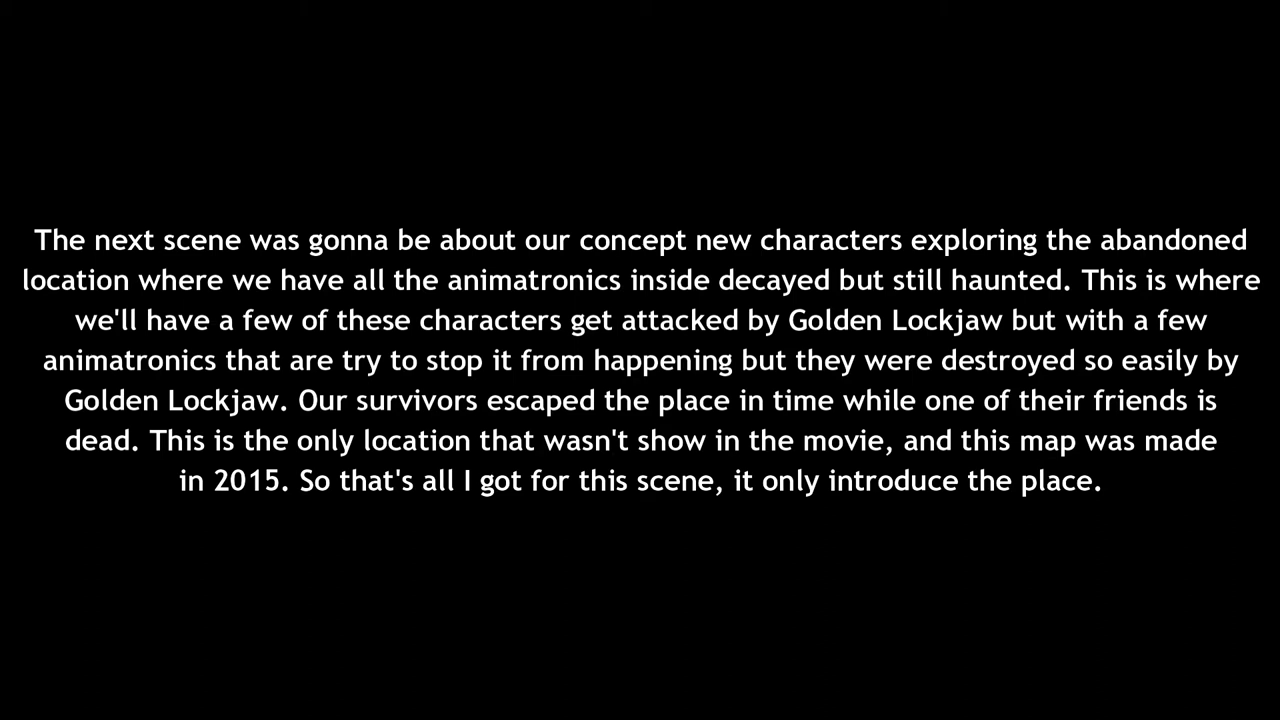 The next scene was gonna be about our concept new characters exploring the abandoned
location where we have all the animatronics inside decayed but still haunted. This is where
we'll have a few of these characters get attacked by Golden Lockjaw but with a few
animatronics that are try to stop it from happening but they were destroyed so easily by
Golden Lockjaw. Our survivors escaped the place in time while one of their friends is
dead. This is the only location that wasn't show in the movie, and this map was made
in 2015. So that's all I got for this scene, it only introduce the place.